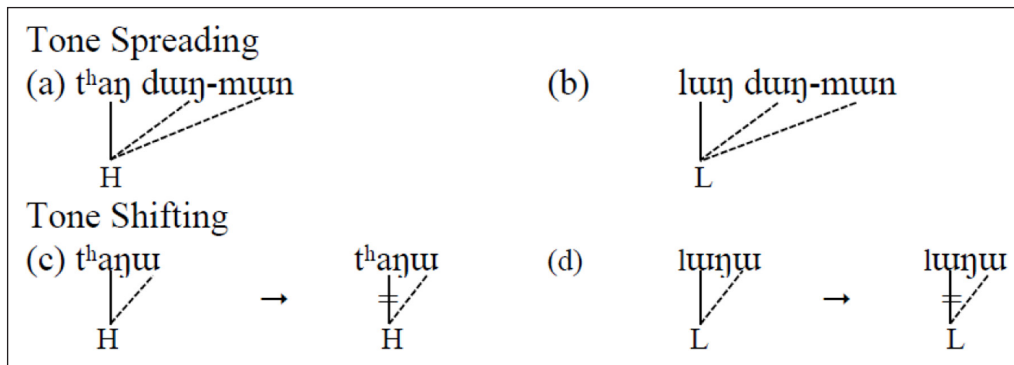 Tone Spreading
(a) tʰaŋ dɯŋ-mɯn (b) lɯŋ dɯŋ-mɯn
H L
Tone Shifting
(c) tʰaŋɯ tʰaŋɯ (d) lɯŋɯ lɯŋɯ
→ →
H H L L